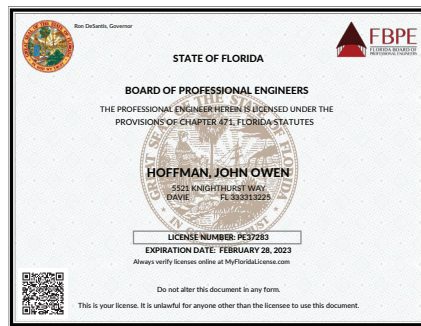 Ron DeSantis, Governor
FBPE
FLORIDA BOARD OF
PROFESSIONAL ENGINEERS
STATE OF FLORIDA
BOARD OF PROFESSIONAL ENGINEERS
THE PROFESSIONAL ENGINEER HEREIN IS LICENSED UNDER THE
PROVISIONS OF CHAPTER 471, FLORIDA STATUTES
HOFFMAN, JOHN OWEN
5521 KNIGHTHURST WAY
DAVIE FL 333313225
LICENSE NUMBER: PE37283
EXPIRATION DATE: FEBRUARY 28, 2023
Always verify licenses online at MyFloridaLicense.com
Do not alter this document in any form.
This is your license. It is unlawful for anyone other than the licensee to use this document.